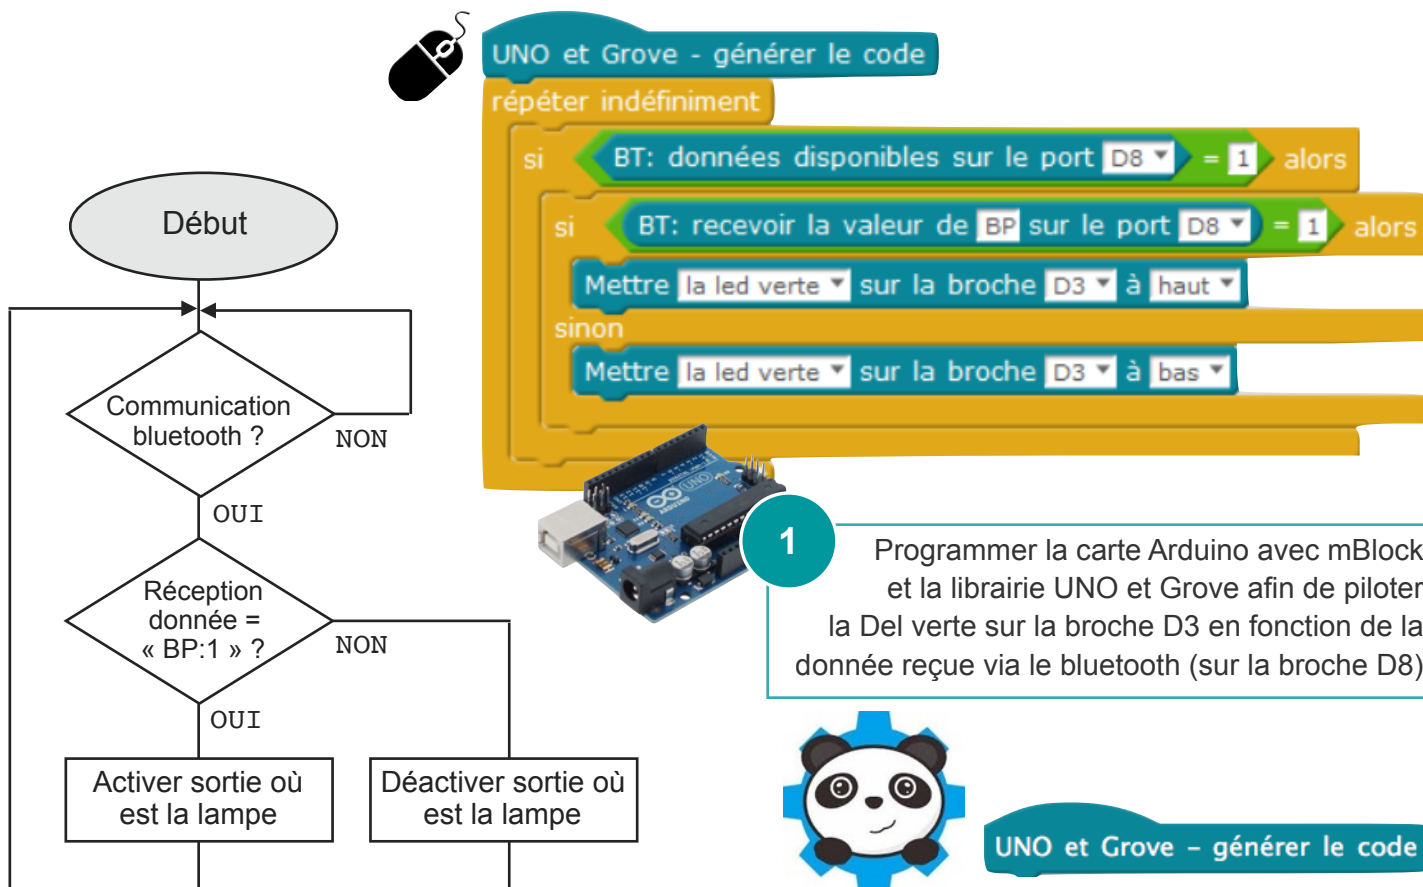 UNO et Grove - générer le code
répéter indéfiniment
si BT: données disponibles sur le port D8 = 1 alors
si BT: recevoir la valeur de BP sur le port D8 = 1 alors
Mettre la led verte sur la broche D3 à haut
sinon
Mettre la led verte sur la broche D3 à bas
Début
Communication
bluetooth ?
NON
OUI
Réception
donnée =
« BP:1 » ?
NON
OUI
Activer sortie où
est la lampe
Déactiver sortie où
est la lampe
UNO
ARDUINO
1
Programmer la carte Arduino avec mBlock
et la librairie UNO et Grove afin de piloter
la Del verte sur la broche D3 en fonction de la
donnée reçue via le bluetooth (sur la broche D8)
UNO et Grove – générer le code